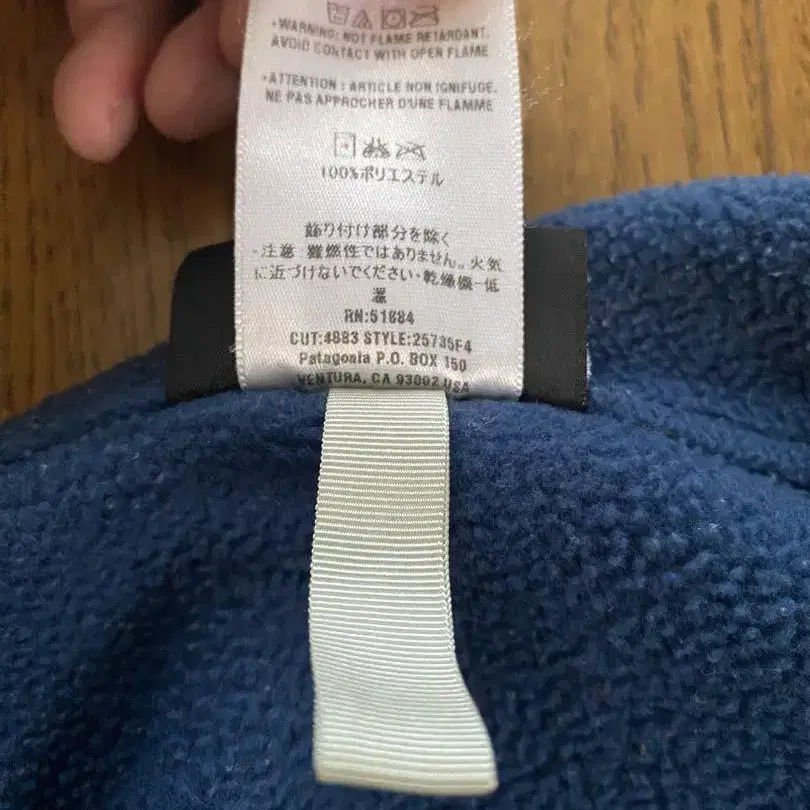 •WARNING: NOT FLAME RETARDANT.
AVOID CONTACT WITH OPEN FLAME
•ATTENTION : ARTICLE NON IGNIFUGE.
NE PAS APPROCHER D'UNE FLAMME
100%ポリエステル
飾り付け部分を除く
・注意 難燃性ではありません。火気
に近づけないでください・乾燥機-低
温
RN:51884
CUT:4883 STYLE:25735F4
Patagonia P.O. BOX 150
VENTURA, CA 93002 USA